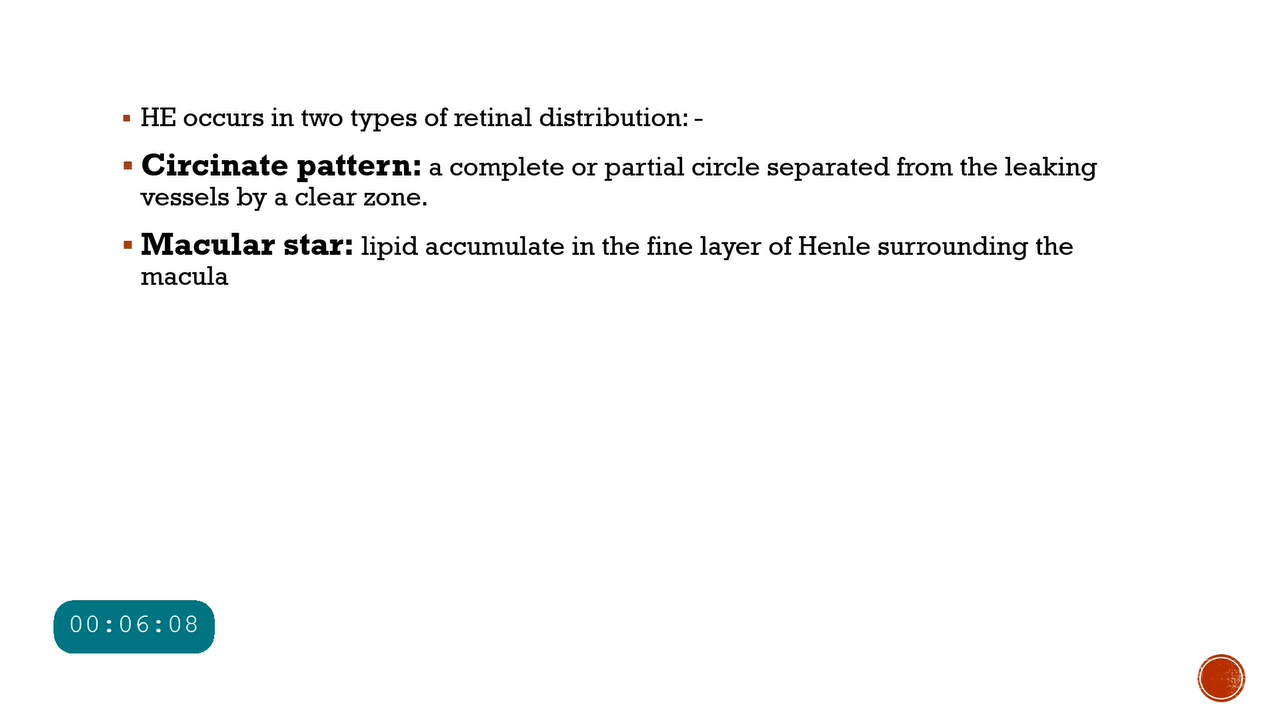 HE occurs in two types of retinal distribution: -
Circinate pattern: a complete or partial circle separated from the leaking
vessels by a clear zone.
Macular star: lipid accumulate in the fine layer of Henle surrounding the
macula
00:06:08